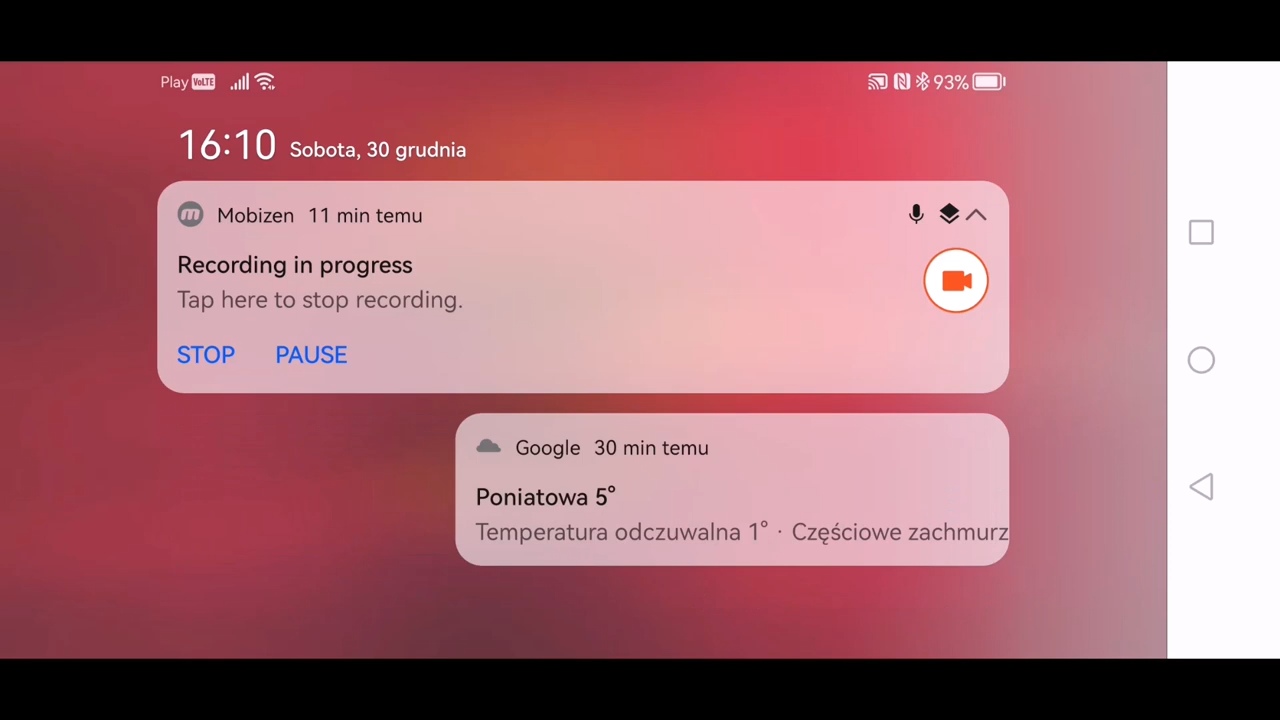 Play VoLTE 93%
16:10 Sobota, 30 grudnia
Mobizen 11 min temu
Recording in progress
Tap here to stop recording.
STOP PAUSE
Google 30 min temu
Poniatowa 5°
Temperatura odczuwalna 1° · Częściowe zachmurz